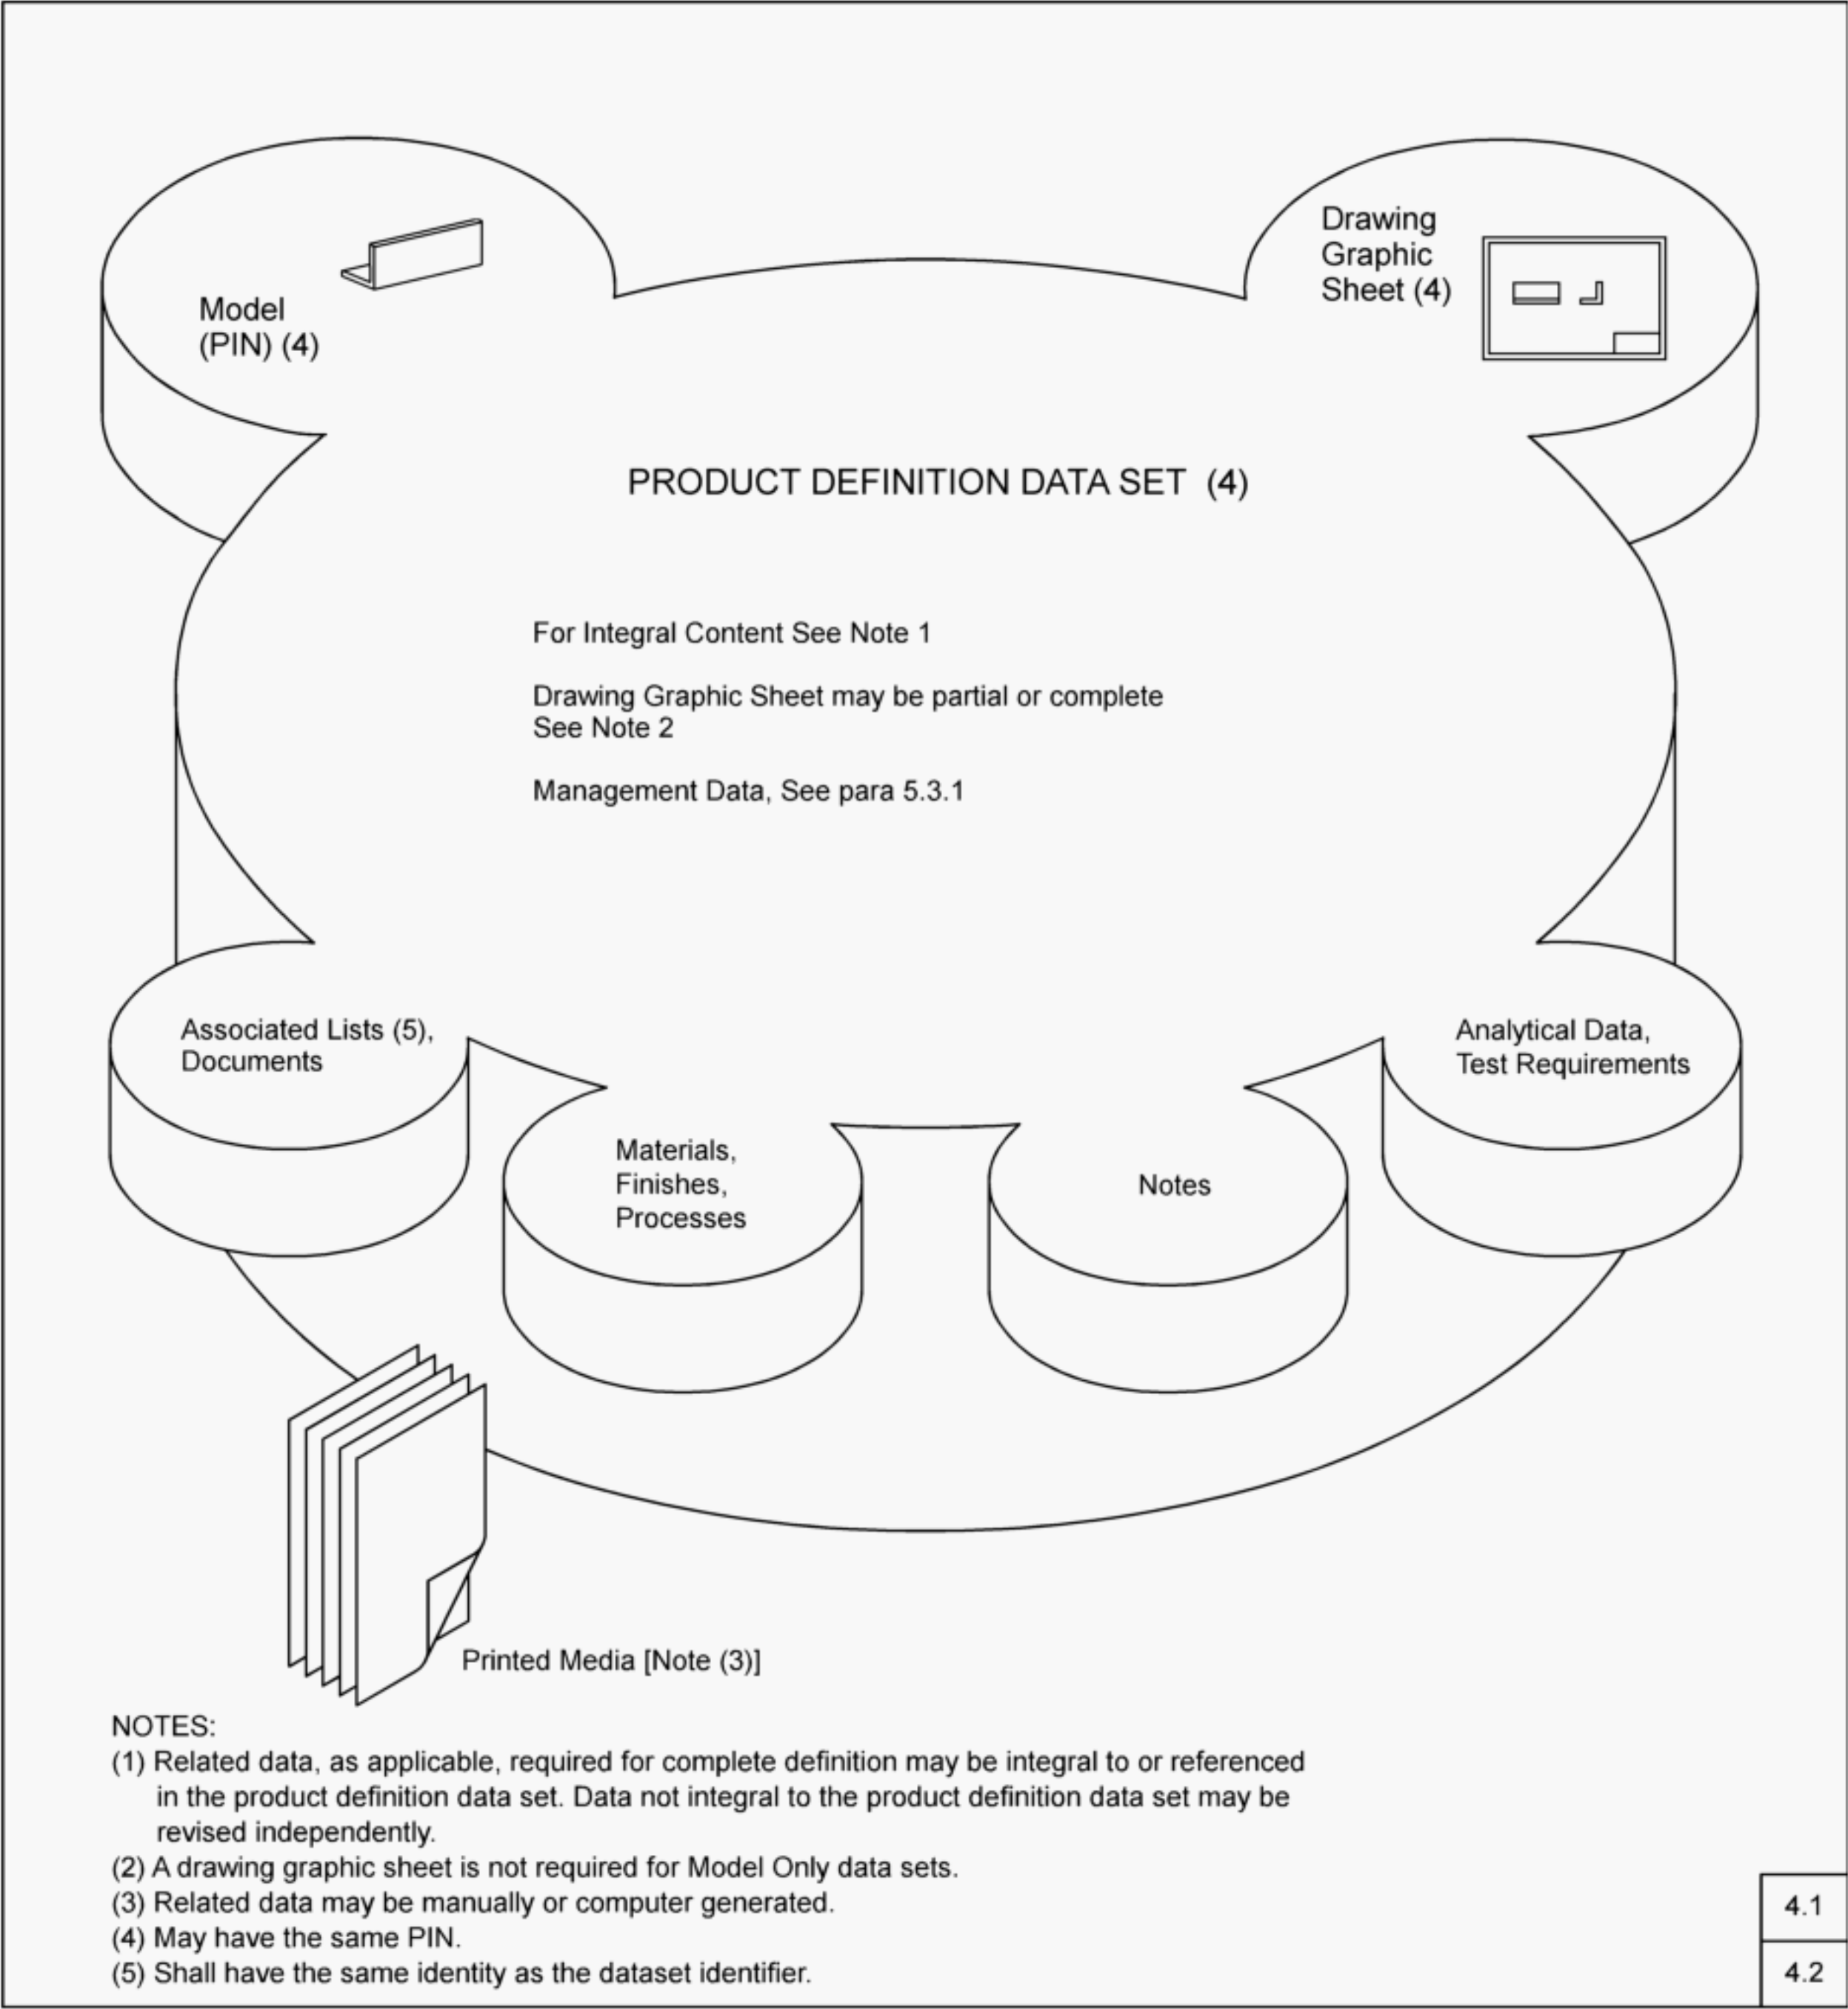 Model
(PIN) (4)
Drawing
Graphic
Sheet (4)
PRODUCT DEFINITION DATA SET (4)
For Integral Content See Note 1
Drawing Graphic Sheet may be partial or complete
See Note 2
Management Data, See para 5.3.1
Associated Lists (5),
Documents
Materials,
Finishes,
Processes
Notes
Analytical Data,
Test Requirements
Printed Media [Note (3)]
NOTES:
(1) Related data, as applicable, required for complete definition may be integral to or referenced
in the product definition data set. Data not integral to the product definition data set may be
revised independently.
(2) A drawing graphic sheet is not required for Model Only data sets.
(3) Related data may be manually or computer generated.
(4) May have the same PIN.
(5) Shall have the same identity as the dataset identifier.
4.1
4.2